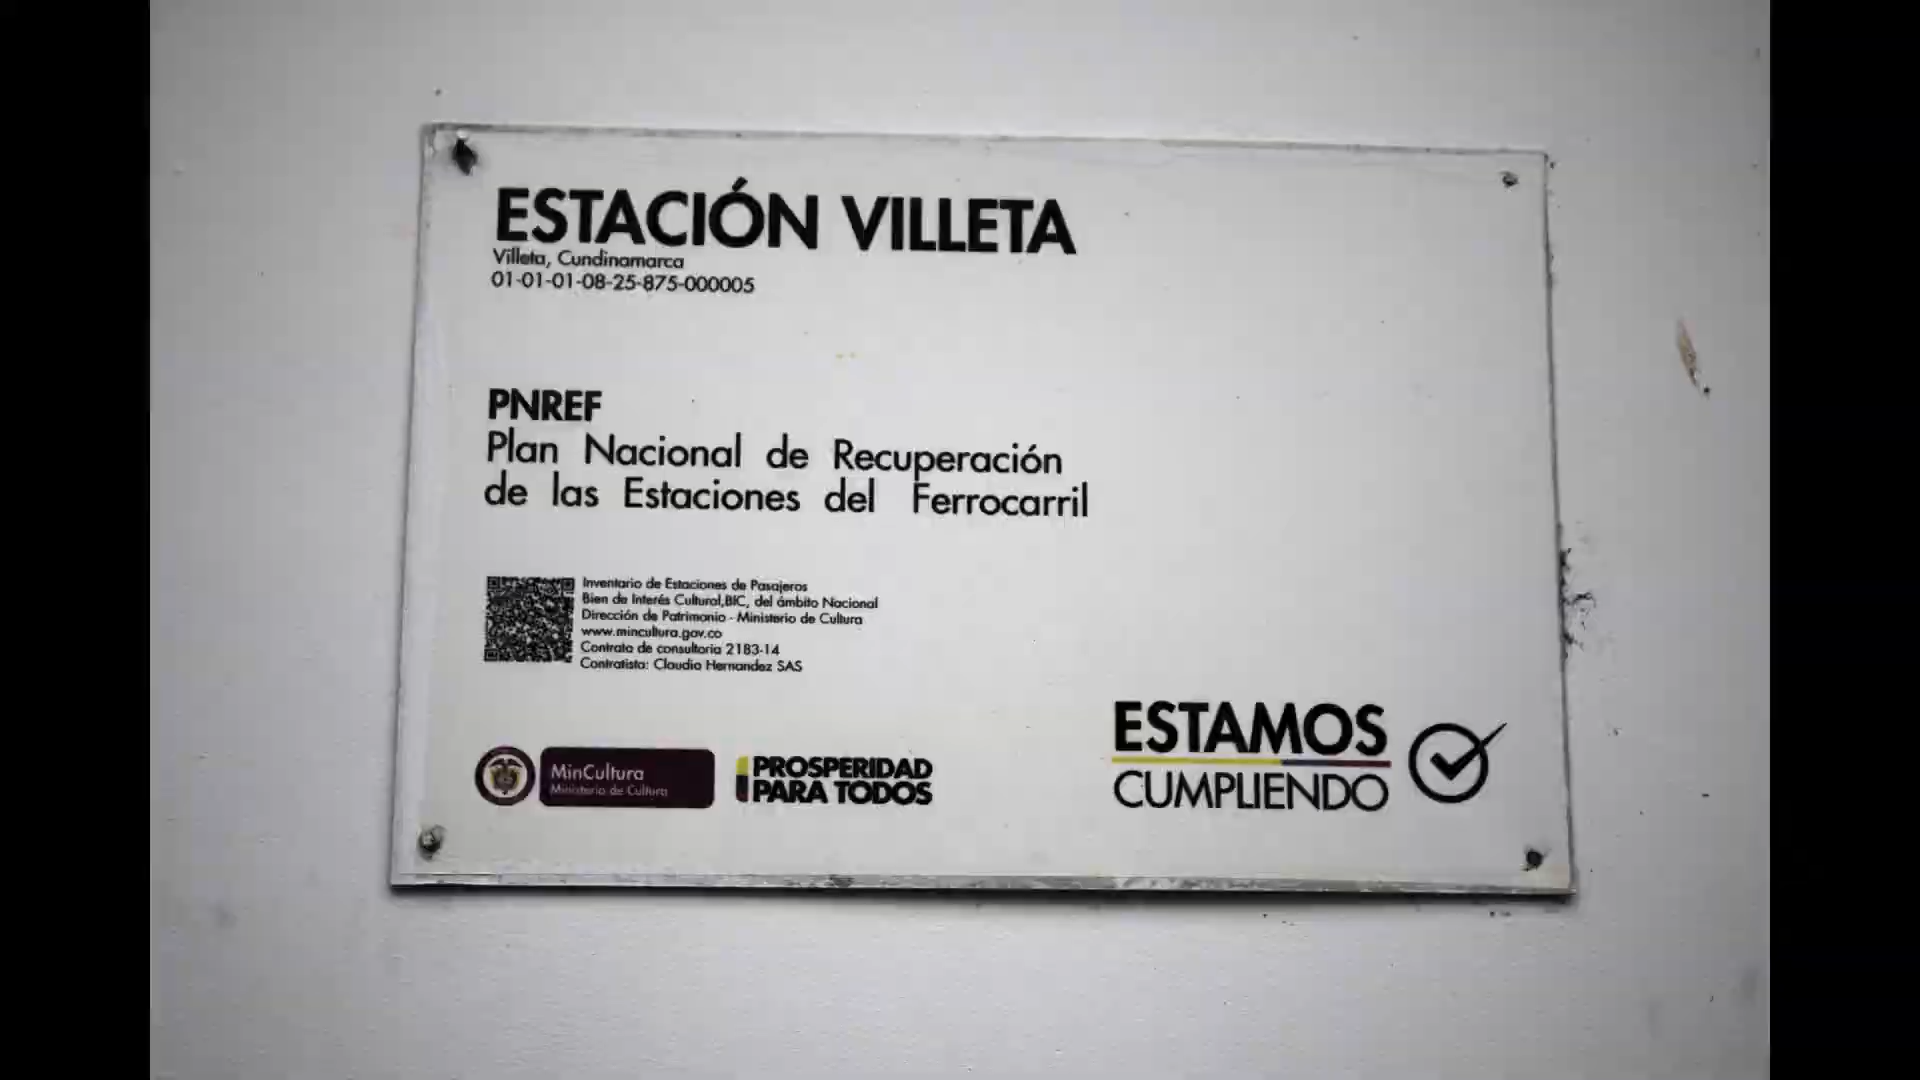 ESTACIÓN VILLETA
Villeta, Cundinamarca
01-01-01-08-25-875-000005
PNREF
Plan Nacional de Recuperación
de las Estaciones del Ferrocarril
Inventario de Estaciones de Pasajeros
Bien de Interés Cultural,BIC, del ámbito Nacional
Dirección de Patrimonio - Ministerio de Cultura
www.mincultura.gov.co
Contrato de consultoria 2183-14
Contratista: Claudia Hernandez SAS
MinCultura
Ministerio de Cultura
PROSPERIDAD
PARA TODOS
ESTAMOS
CUMPLIENDO